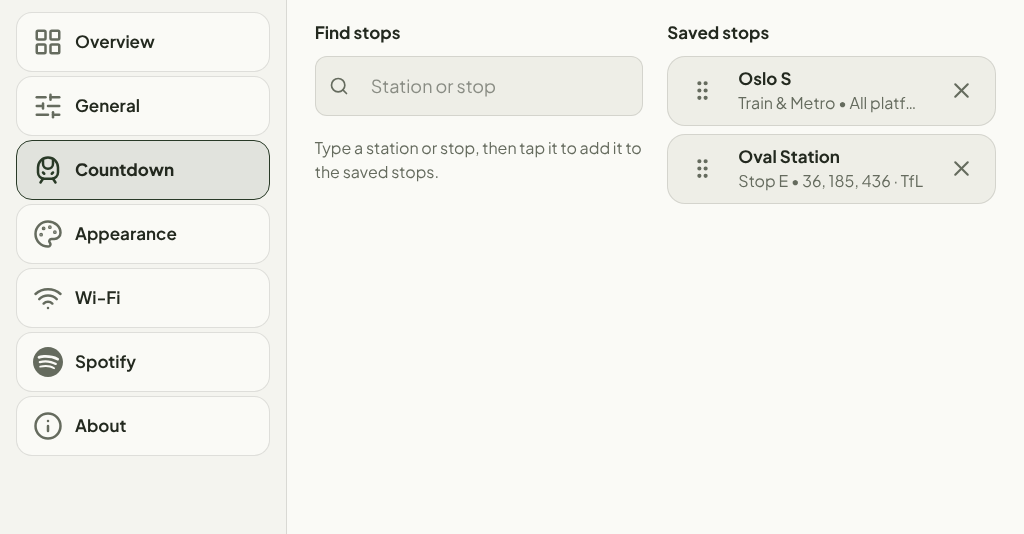 Overview
General
Countdown
Appearance
Wi-Fi
Spotify
About
Find stops
Station or stop
Type a station or stop, then tap it to add it to
the saved stops.
Saved stops
Oslo S
Train & Metro • All platf...
Oval Station
Stop E • 36, 185, 436 · TfL